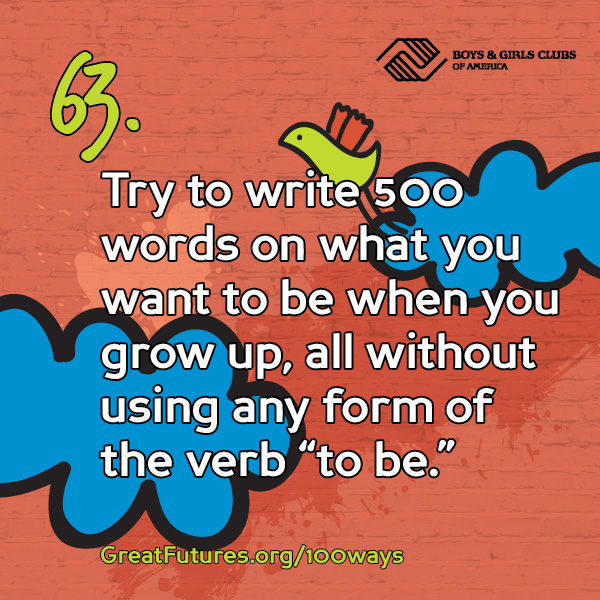 BOYS & GIRLS CLUBS
OF AMERICA
63.
Try to write 500
words on what you
want to be when you
grow up, all without
using any form of
the verb “to be.”
GreatFutures.org/100ways